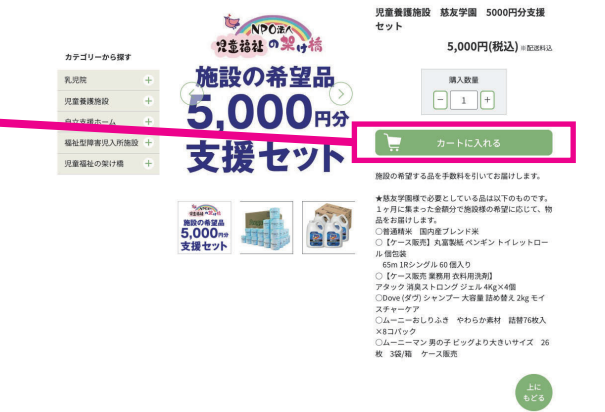 カテゴリーから探す
乳児院
児童養護施設
自立支援ホーム
福祉型障害児入所施設
児童福祉の架け橋
NPO法人
児童福祉の架け橋
施設の希望品
5,000円分
支援セット
施設の希望品
5,000円分
支援セット
児童養護施設　慈友学園　5000円分支援
セット
5,000円(税込) ※配送料込
購入数量
− 1 +
カートに入れる
施設の希望する品を手数料を引いてお届けします。
★慈友学園様で必要としている品は以下のものです。
１ヶ月に集まった金額分で施設様の希望に応じて、物
品をお届けします。
○普通精米　国内産ブレンド米
○【ケース販売】丸富製紙 ペンギン トイレットロー
ル 個包装
65m 1Rシングル 60 個入り
○【ケース販売 業務用 衣料用洗剤】
アタック 消臭ストロング ジェル 4Kg×4個
○Dove (ダヴ) シャンプー 大容量 詰め替え 2kg モイ
スチャーケア
○ムーニーおしりふき　やわらか素材　詰替76枚入
×8コパック
○ムーニーマン 男の子 ビッグより大きいサイズ　26
枚　3袋/箱　ケース販売
上に
もどる